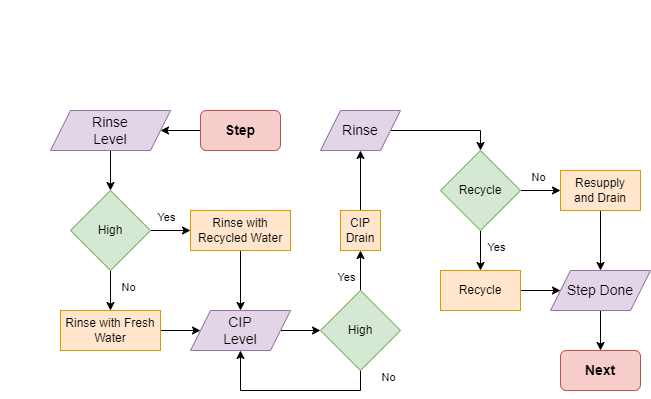 Step
Rinse
Level
High
Yes
Rinse with
Recycled Water
No
Rinse with Fresh
Water
CIP
Level
High
No
Yes
CIP
Drain
Rinse
Recycle
No
Resupply
and Drain
Yes
Recycle
Step Done
Next